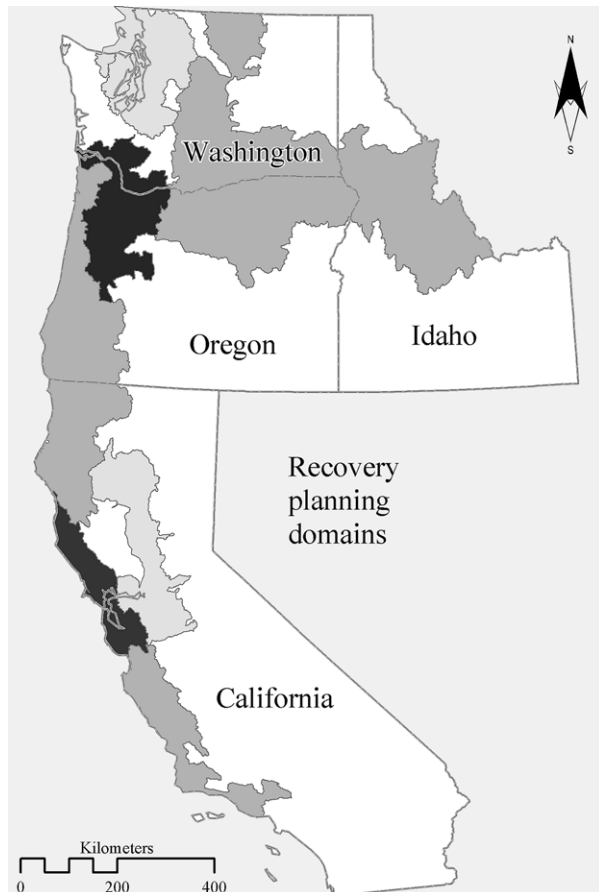 N
S
Washington
Oregon
Idaho
Recovery
planning
domains
California
Kilometers
0 200 400